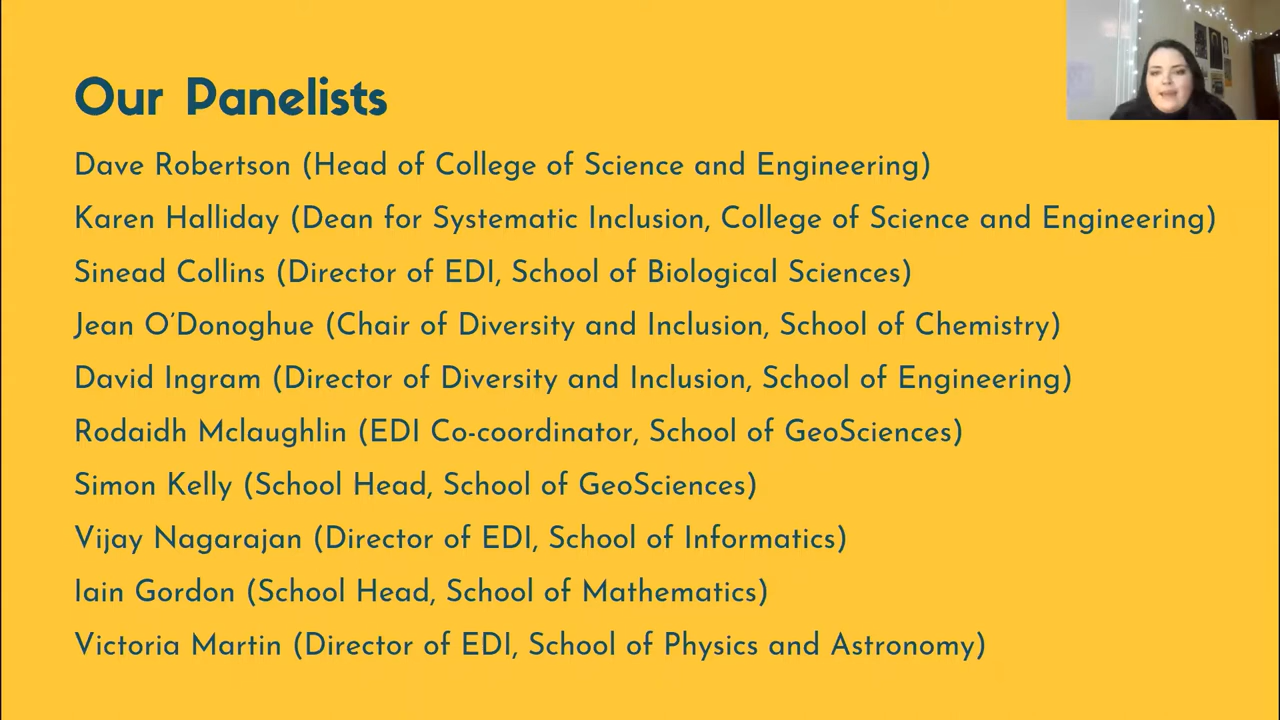 Our Panelists
Dave Robertson (Head of College of Science and Engineering)
Karen Halliday (Dean for Systematic Inclusion, College of Science and Engineering)
Sinead Collins (Director of EDI, School of Biological Sciences)
Jean O'Donoghue (Chair of Diversity and Inclusion, School of Chemistry)
David Ingram (Director of Diversity and Inclusion, School of Engineering)
Rodaidh Mclaughlin (EDI Co-coordinator, School of GeoSciences)
Simon Kelly (School Head, School of GeoSciences)
Vijay Nagarajan (Director of EDI, School of Informatics)
Iain Gordon (School Head, School of Mathematics)
Victoria Martin (Director of EDI, School of Physics and Astronomy)